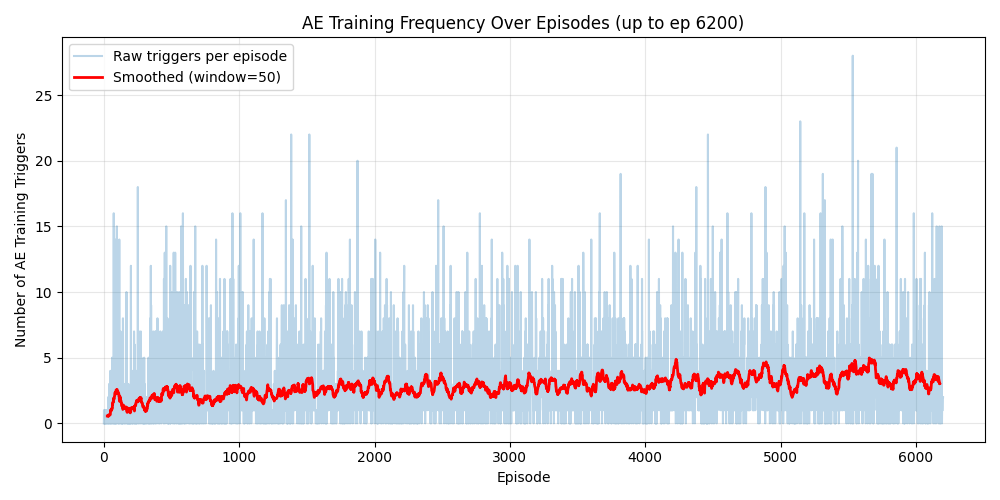 AE Training Frequency Over Episodes (up to ep 6200)
Raw triggers per episode
Smoothed (window=50)
Number of AE Training Triggers
25
20
15
10
5
0
0 1000 2000 3000 4000 5000 6000
Episode